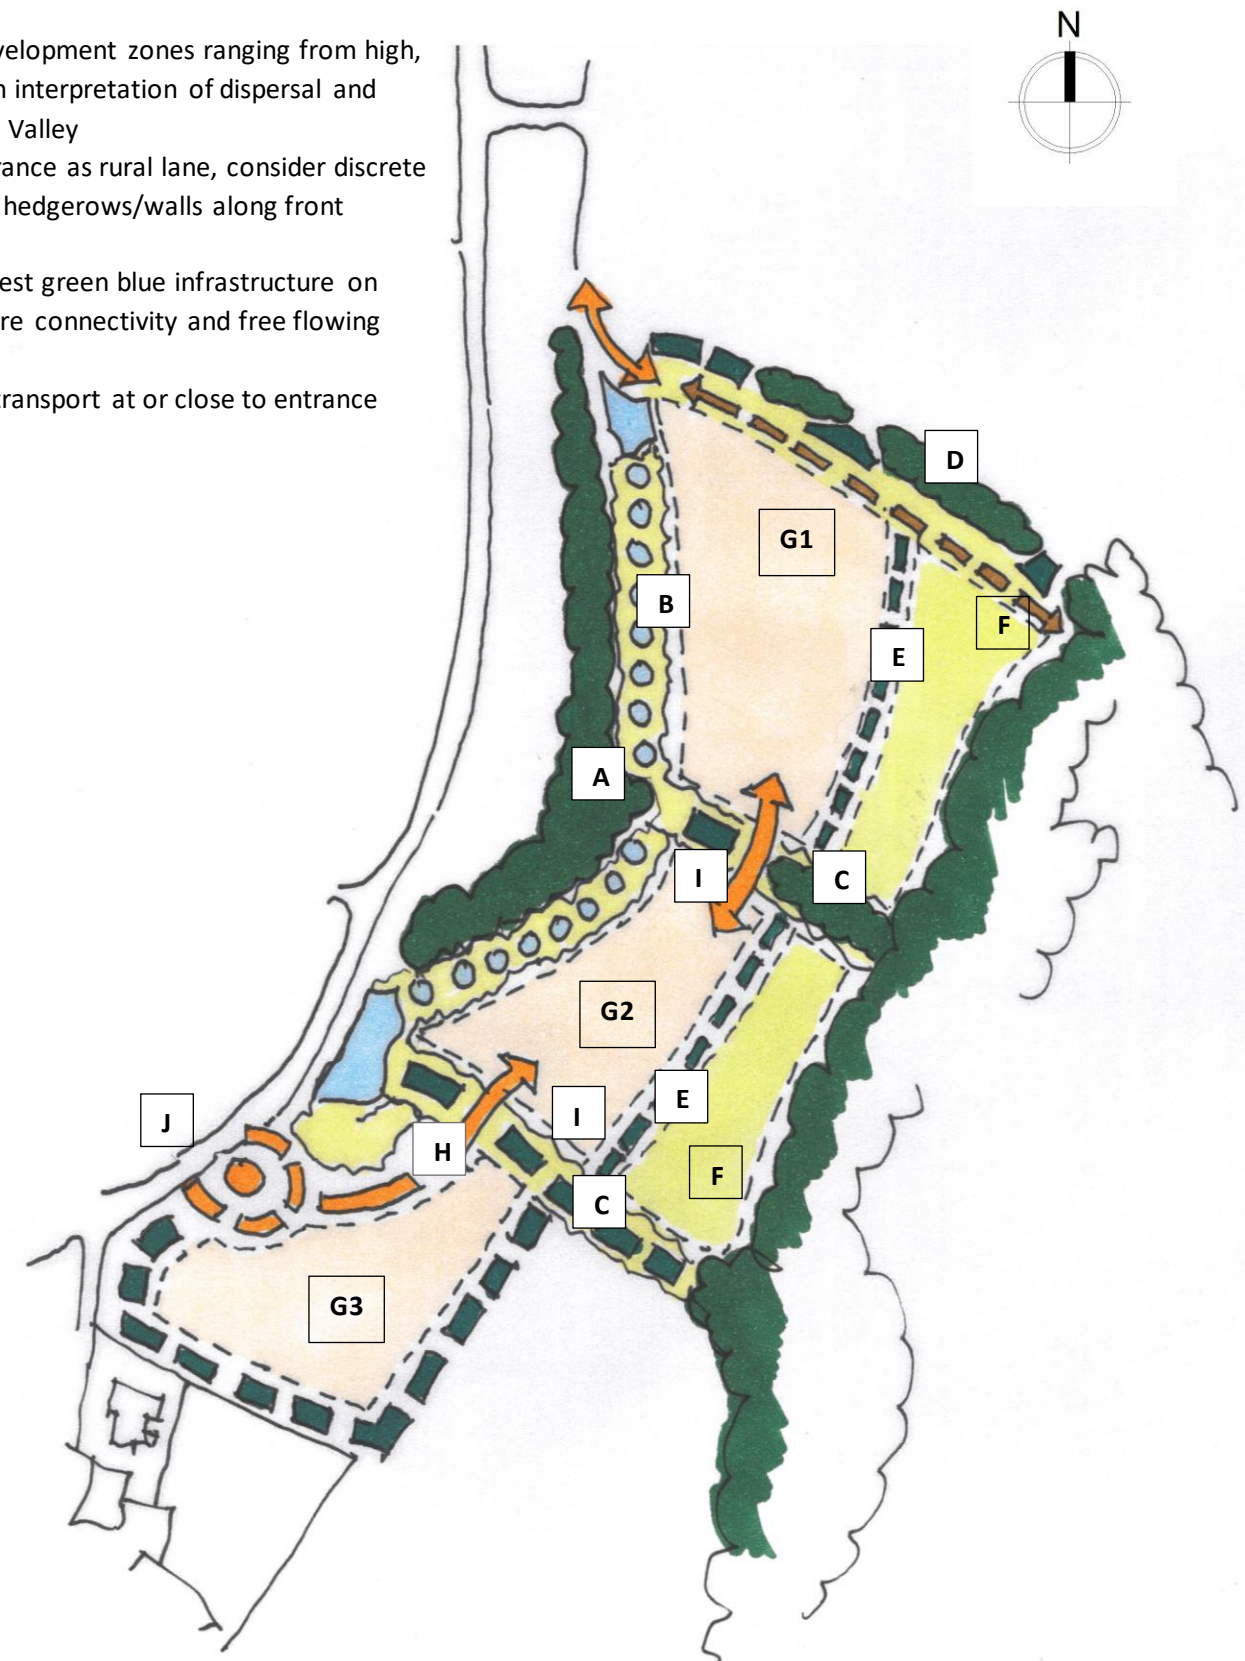 N
velopment zones ranging from high,
n interpretation of dispersal and
Valley
rance as rural lane, consider discrete
hedgerows/walls along front
est green blue infrastructure on
re connectivity and free flowing
transport at or close to entrance
D
G1
B
F
E
A
I
C
G2
E
I
J
H
F
C
G3